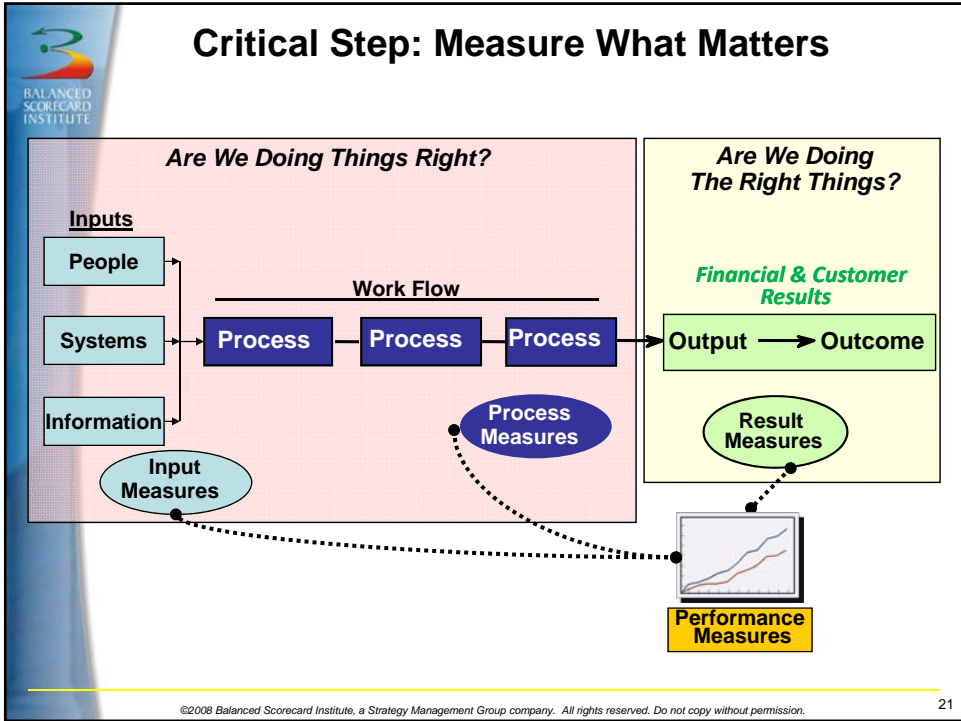 Critical Step: Measure What Matters
BALANCED
SCORECARD
INSTITUTE
Are We Doing Things Right?
Inputs
People
Systems
Information
Work Flow
Process
Process
Process
Input
Measures
Process
Measures
Are We Doing
The Right Things?
Financial & Customer
Results
Output
Outcome
Result
Measures
Performance
Measures
©2008 Balanced Scorecard Institute, a Strategy Management Group company. All rights reserved. Do not copy without permission.
21